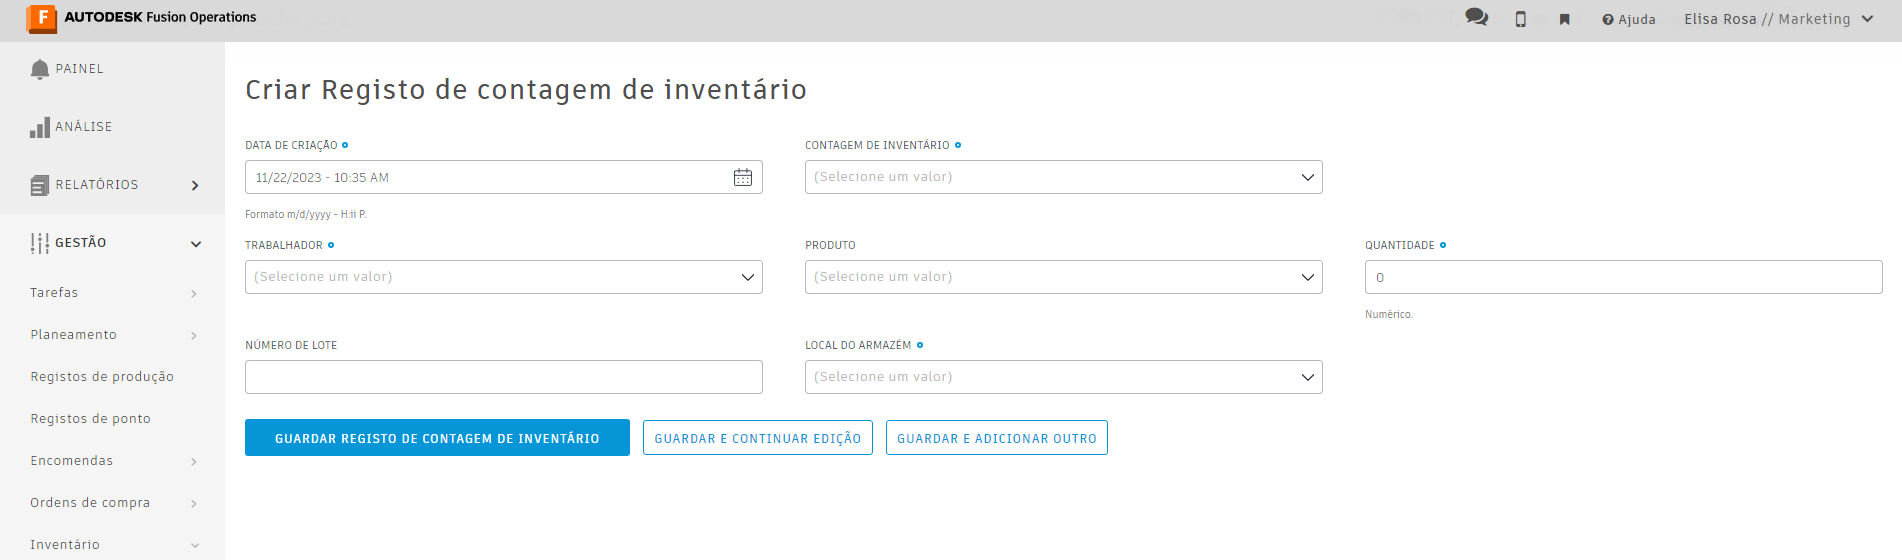 AUTODESK Fusion Operations
Ajuda
Elisa Rosa // Marketing
PAINEL
ANÁLISE
RELATÓRIOS
GESTÃO
Tarefas
Planeamento
Registos de produção
Registos de ponto
Encomendas
Ordens de compra
Inventário
Criar Registo de contagem de inventário
DATA DE CRIAÇÃO
11/22/2023 - 10:35 AM
Formato m/d/yyyy - H:ii P.
CONTAGEM DE INVENTÁRIO
(Selecione um valor)
TRABALHADOR
(Selecione um valor)
PRODUTO
(Selecione um valor)
QUANTIDADE
0
Numérico.
NÚMERO DE LOTE
LOCAL DO ARMAZÉM
(Selecione um valor)
GUARDAR REGISTO DE CONTAGEM DE INVENTÁRIO
GUARDAR E CONTINUAR EDIÇÃO
GUARDAR E ADICIONAR OUTRO